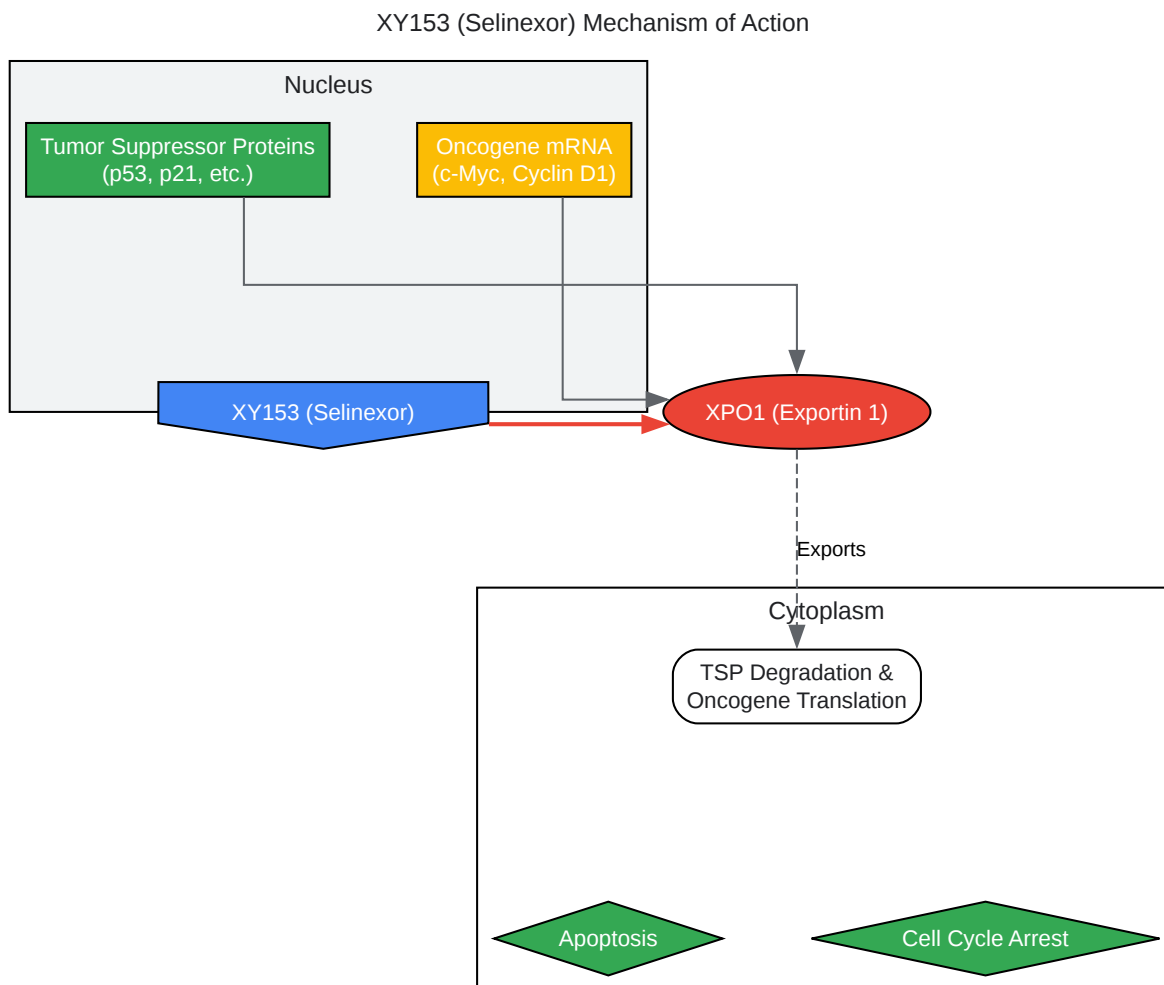 XY153 (Selinexor) Mechanism of Action
Nucleus
Tumor Suppressor Proteins
(p53, p21, etc.)
Oncogene mRNA
(c-Myc, Cyclin D1)
XY153 (Selinexor)
XPO1 (Exportin 1)
Exports
Cytoplasm
TSP Degradation &
Oncogene Translation
Apoptosis
Cell Cycle Arrest